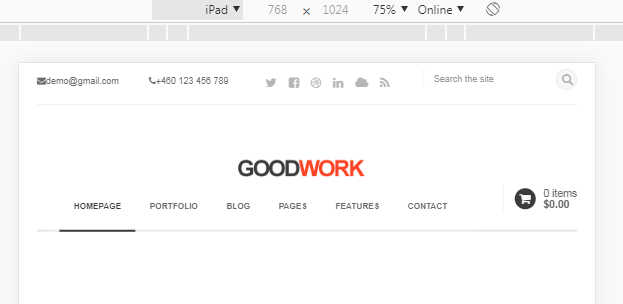 iPad ▼ 768 × 1024 75% ▼ Online ▼
demo@gmail.com +460 123 456 789 Search the site
GOODWORK
HOMEPAGE PORTFOLIO BLOG PAGES FEATURES CONTACT
0 items
$0.00